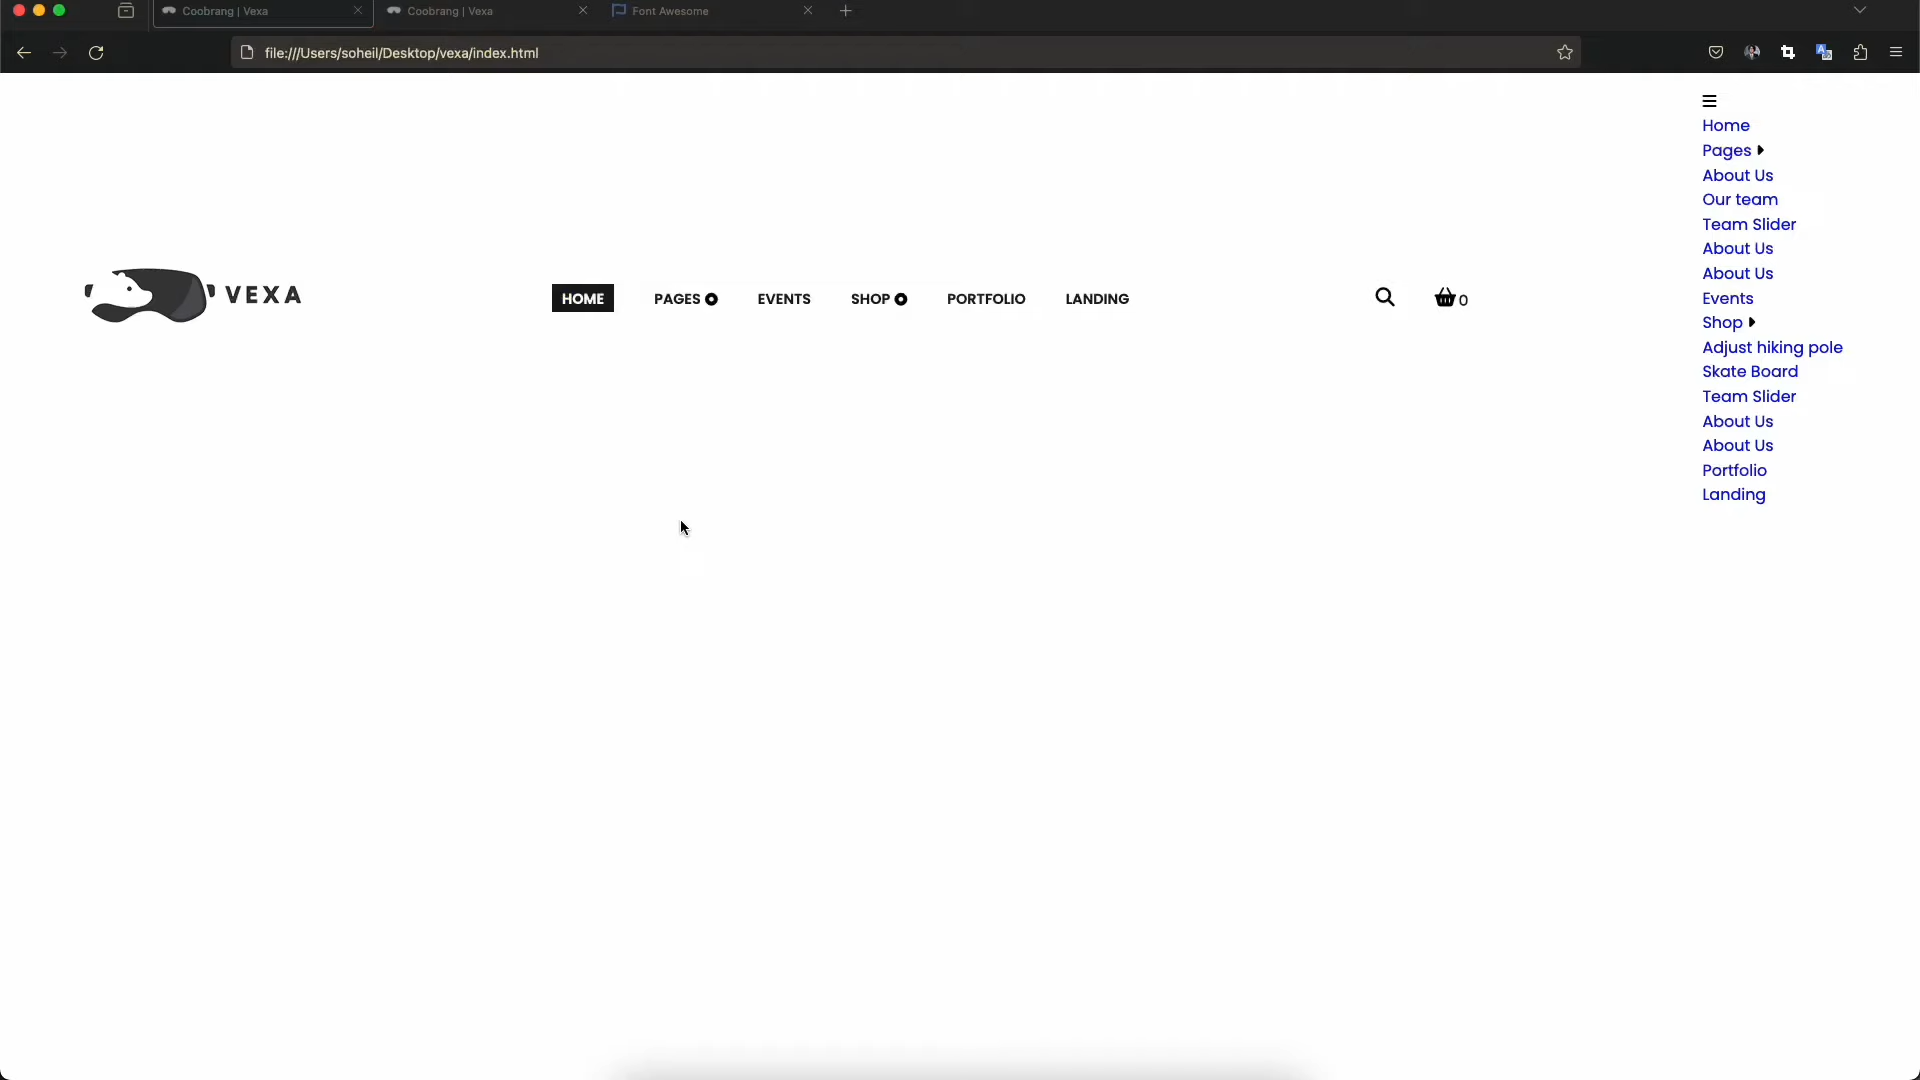 Coobrang | Vexa
Coobrang | Vexa
Font Awesome
file:///Users/soheil/Desktop/vexa/index.html
VEXA
HOME
PAGES
EVENTS
SHOP
PORTFOLIO
LANDING
0
Home
Pages
About Us
Our team
Team Slider
About Us
About Us
Events
Shop
Adjust hiking pole
Skate Board
Team Slider
About Us
About Us
Portfolio
Landing